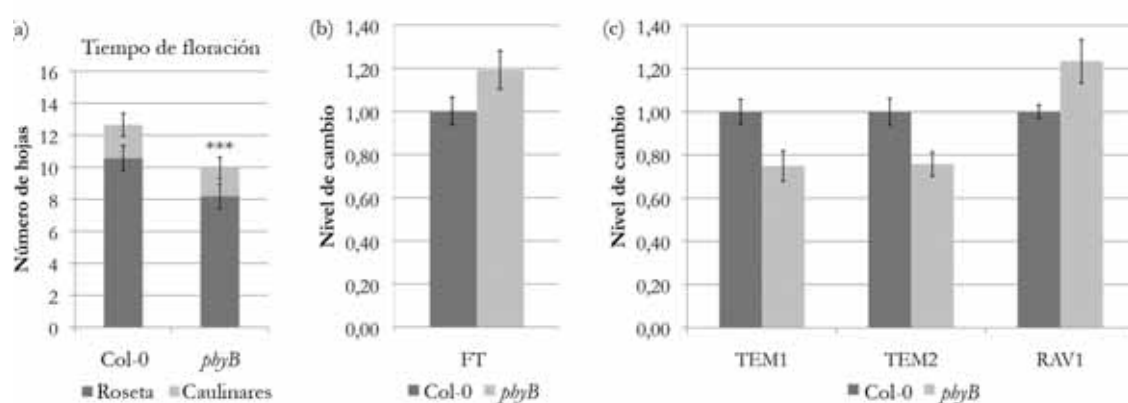 (a)
Tiempo de floración
Número de hojas
16
14
12
10
8
6
4
2
0
***
Col-0 phyB
Roseta Caulinares
(b)
Nivel de cambio
1,40
1,20
1,00
0,80
0,60
0,40
0,20
0,00
FT
Col-0 phyB
(c)
Nivel de cambio
1,40
1,20
1,00
0,80
0,60
0,40
0,20
0,00
TEM1 TEM2 RAV1
Col-0 phyB